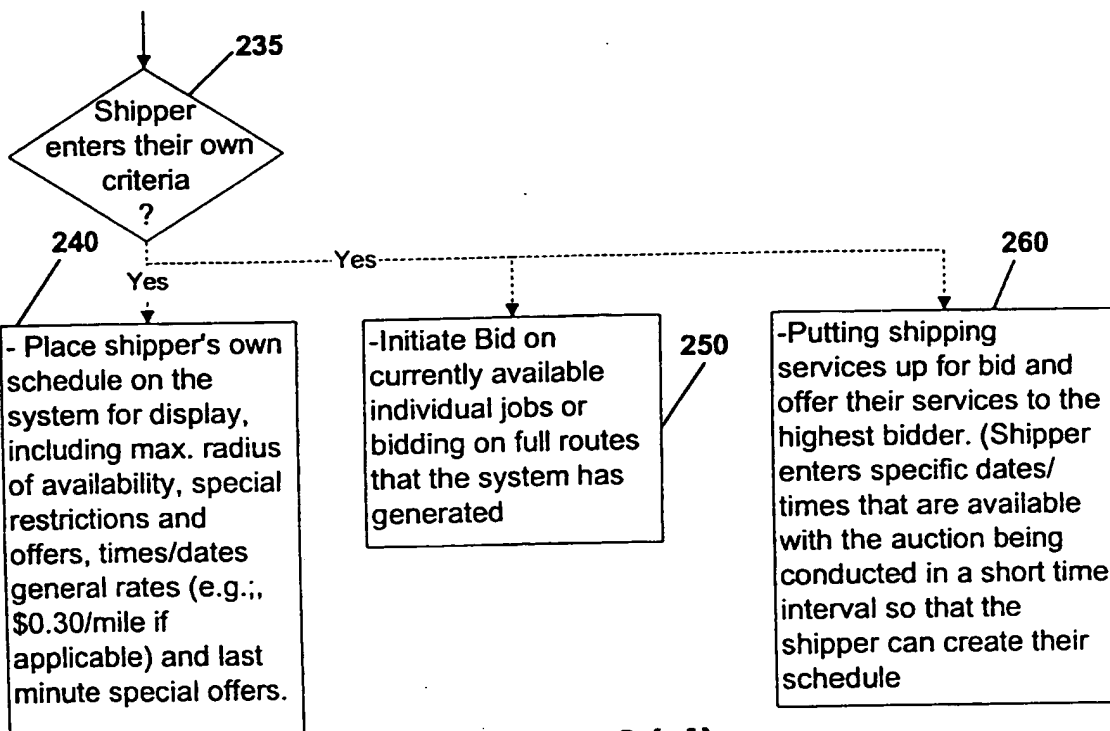 235
Shipper
enters their own
criteria
?
240
Yes
Yes
260
- Place shipper's own
schedule on the
system for display,
including max. radius
of availability, special
restrictions and
offers, times/dates
general rates (e.g.;,
$0.30/mile if
applicable) and last
minute special offers.
-Initiate Bid on
currently available
individual jobs or
bidding on full routes
that the system has
generated
250
-Putting shipping
services up for bid and
offer their services to the
highest bidder. (Shipper
enters specific dates/
times that are available
with the auction being
conducted in a short time
interval so that the
shipper can create their
schedule